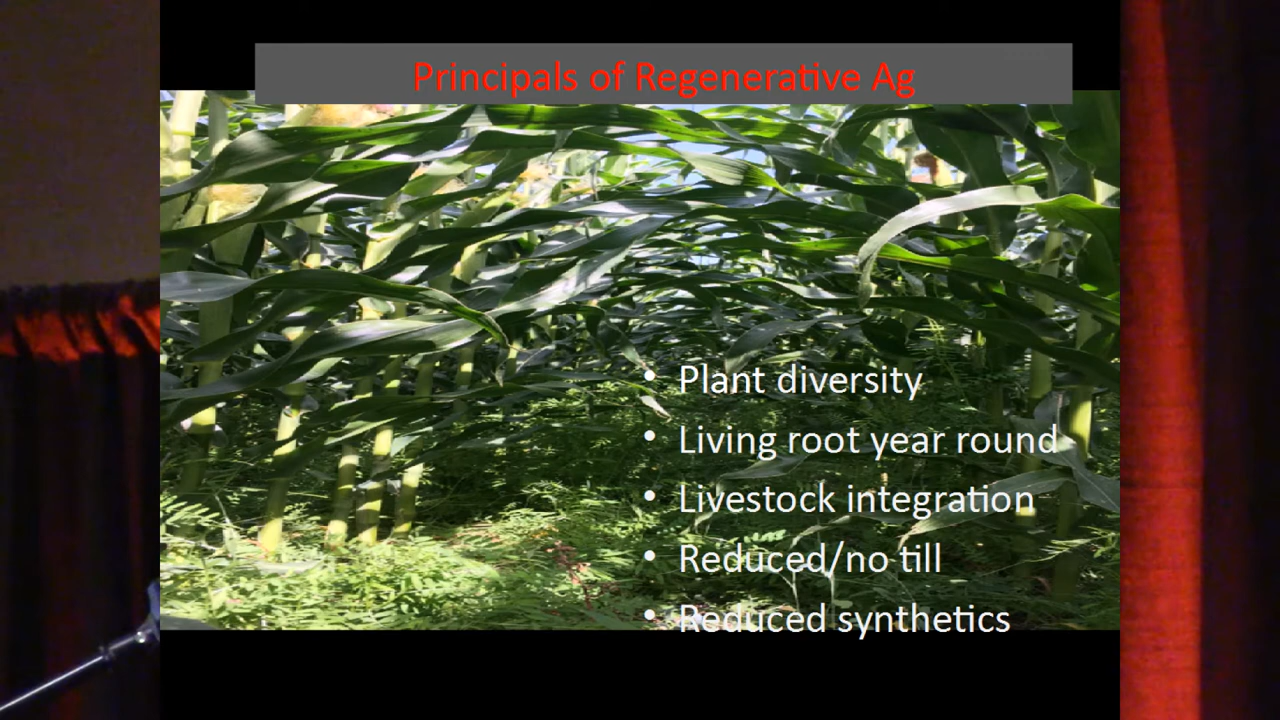 Principals of Regenerative Ag
• Plant diversity
• Living root year round
• Livestock integration
• Reduced/no till
• Reduced synthetics